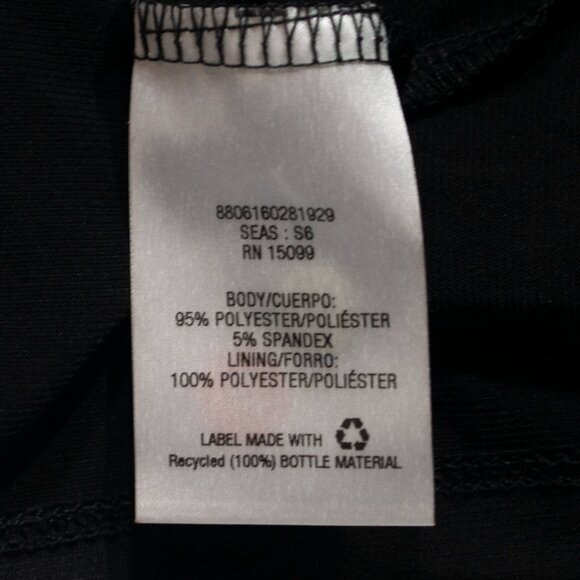 8806160281929
SEAS : S6
RN 15099
BODY/CUERPO:
95% POLYESTER/POLIÉSTER
5% SPANDEX
LINING/FORRO:
100% POLYESTER/POLIÉSTER
LABEL MADE WITH
Recycled (100%) BOTTLE MATERIAL